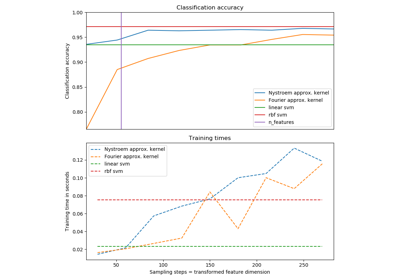 Classification accuracy
1.00
0.95
0.90
0.85
0.80
Classification accuracy
Nystroem approx. kernel
Fourier approx. kernel
linear svm
rbf svm
n_features
Training times
Nystroem approx. kernel
Fourier approx. kernel
linear svm
rbf svm
0.12
0.10
0.08
0.06
0.04
0.02
Training time in seconds
50
100
150
200
250
Sampling steps = transformed feature dimension